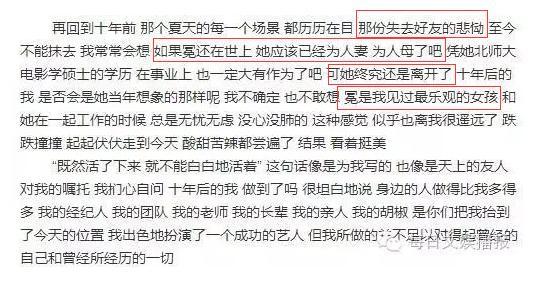 再回到十年前 那个夏天的每一个场景 都历历在目 那份失去好友的悲恸 至今
不能抹去 我常常会想 如果冕还在世上 她应该已经为人妻 为人母了吧 凭她北师大
电影学硕士的学历 在事业上 也一定大有作为了吧 可她终究还是离开了 十年后的
我 是否会是她当年想象的那样呢 我不确定 也不敢想 冕是我见过最乐观的女孩 和
她在一起工作的时候 总是无忧无虑 没心没肺的 这种感觉 似乎也离我很遥远了 跌
跌撞撞 起起伏伏走到今天 酸甜苦辣都尝遍了 结果 看着挺美
“既然活了下来 就不能白白地活着” 这句话像是为我写的 也像是天上的友人
对我的嘱托 我扪心自问 十年后的我 做到了吗 很坦白地说 身边的人做得比我多得
多 我的经纪人 我的团队 我的老师 我的长辈 我的亲人 我的胡椒 是你们把我抬到
了今天的位置 我出色地扮演了一个成功的艺人 但我所做的并不足以对得起曾经的
自己和曾经所经历的一切
每日文娱播报